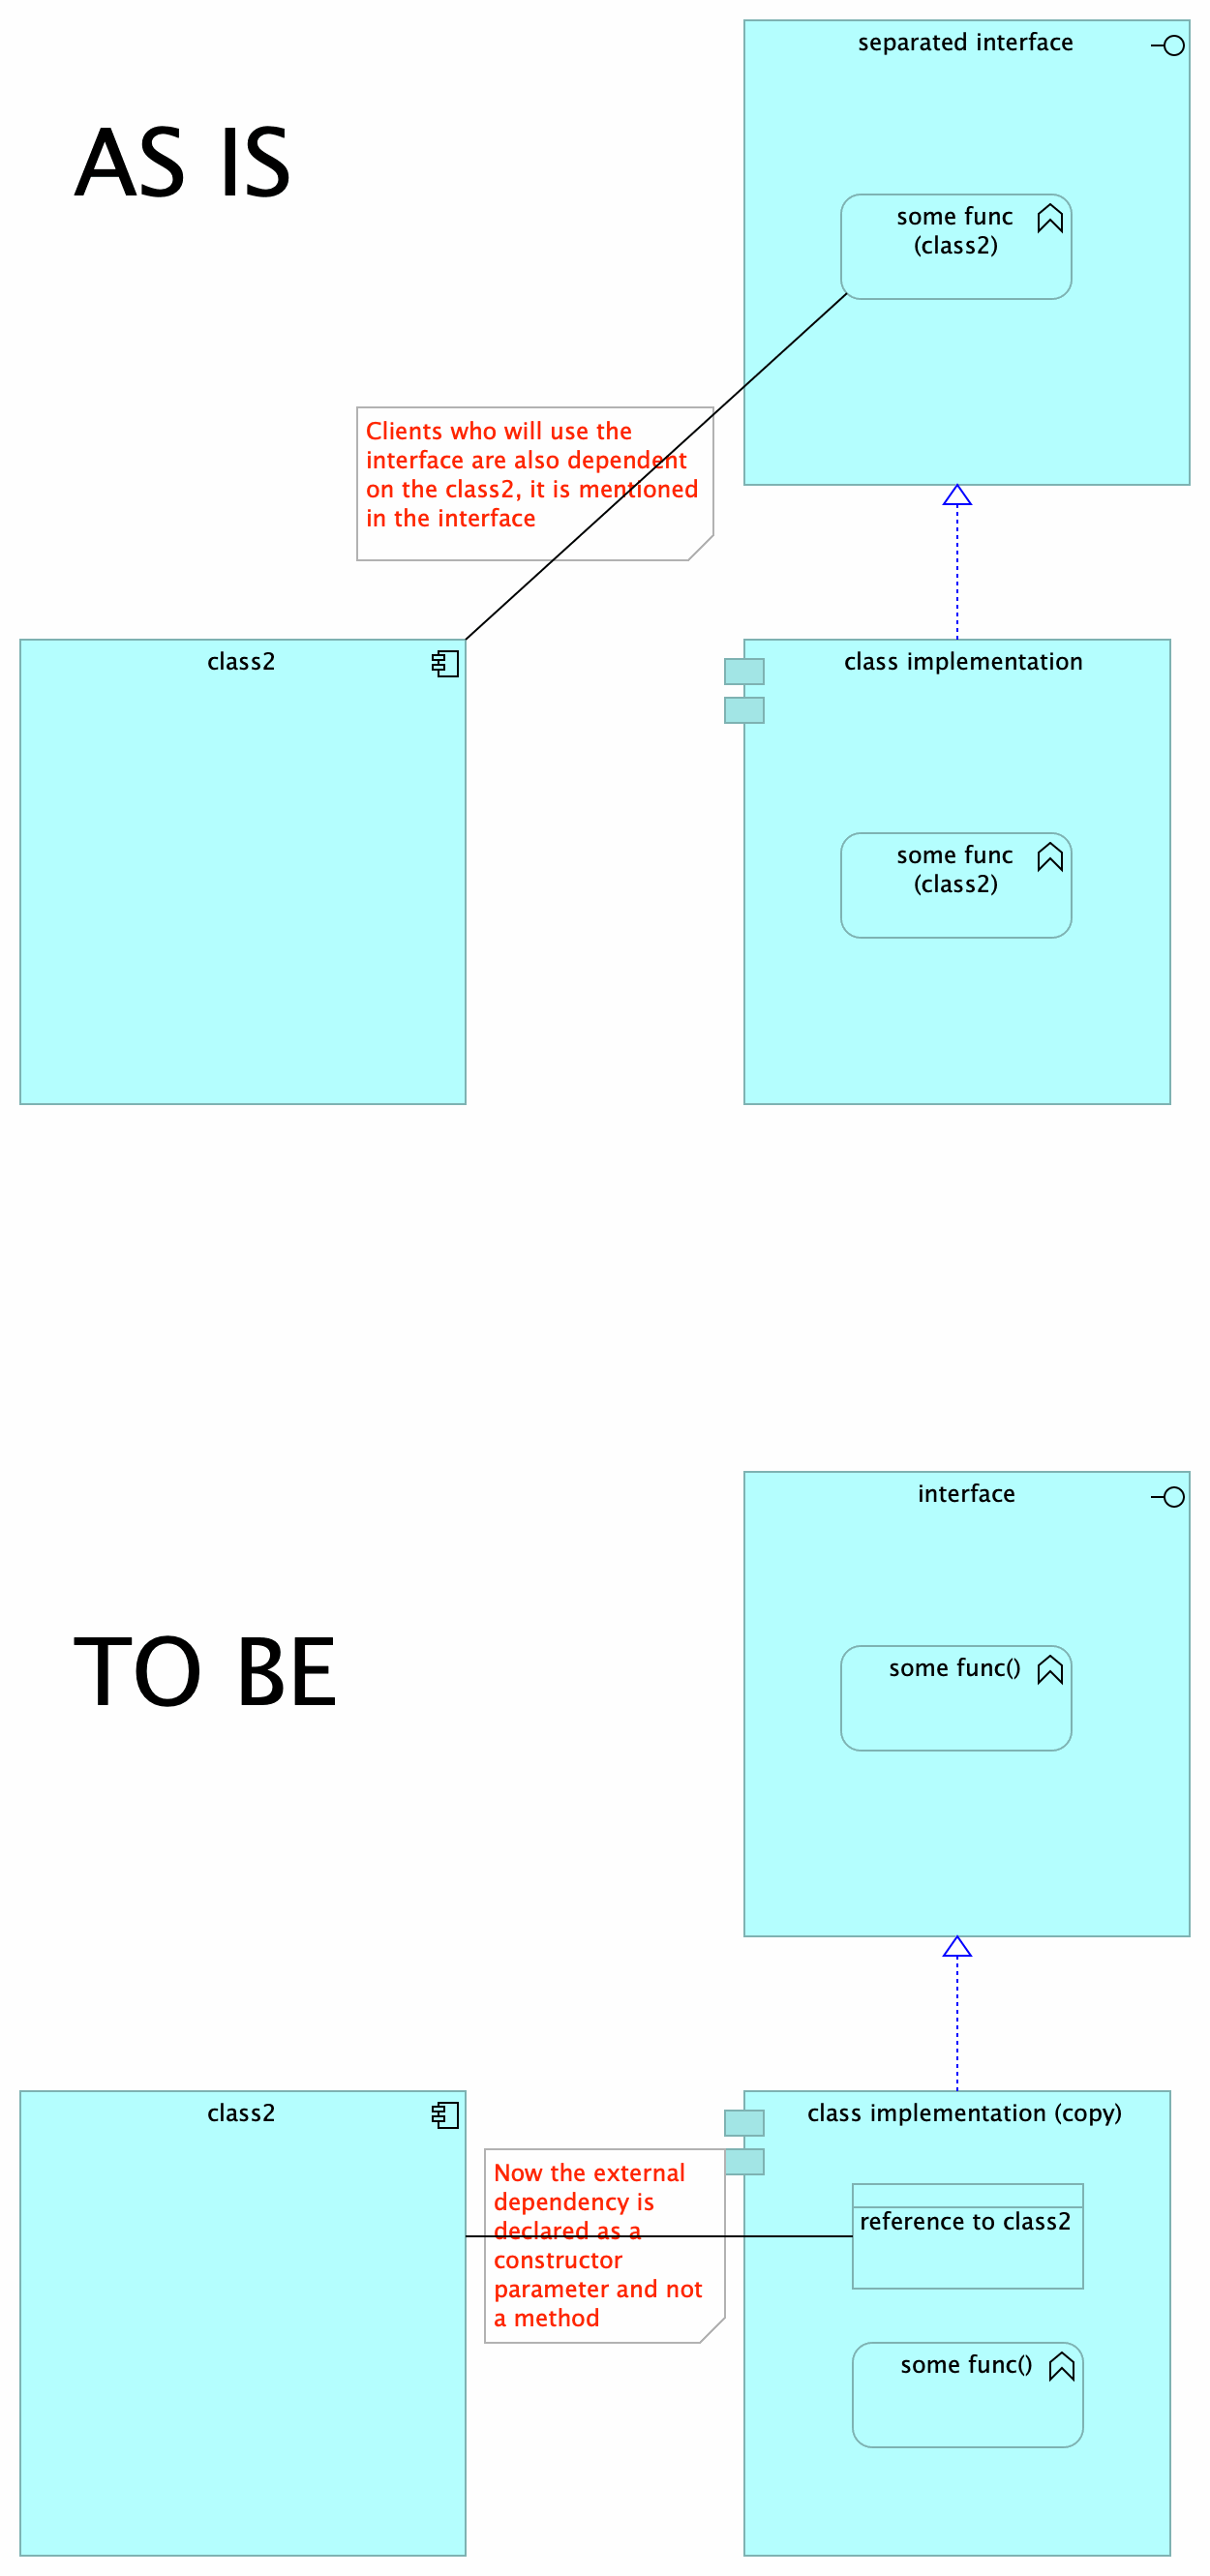 separated interface
AS IS
some func
(class2)
Clients who will use the
interface are also dependent
on the class2, it is mentioned
in the interface
class2
class implementation
some func
(class2)
interface
TO BE
some func()
class2
class implementation (copy)
Now the external
dependency is
declared as a
constructor
parameter and not
a method
reference to class2
some func()